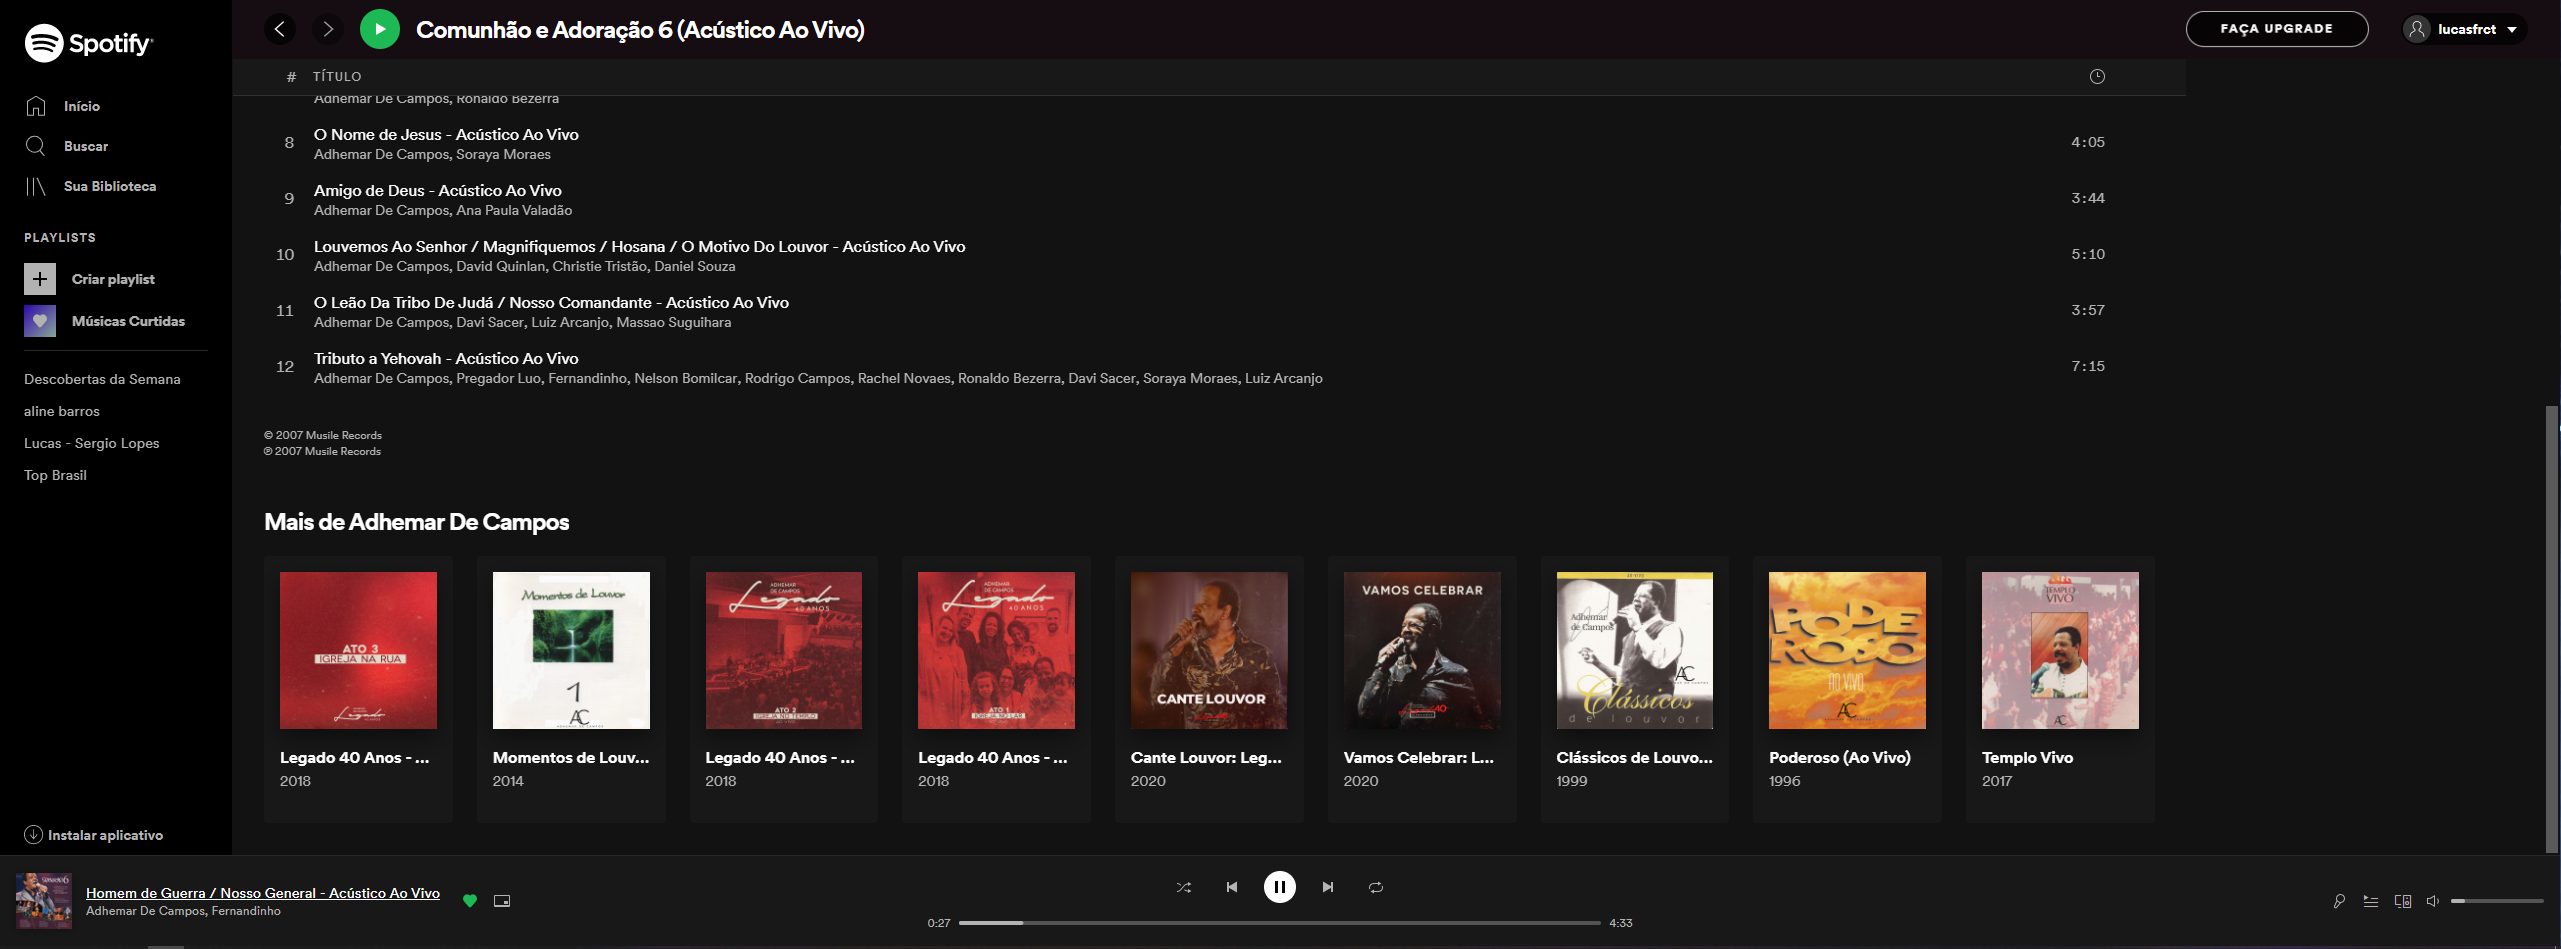 Spotify
Início
Buscar
Sua Biblioteca
PLAYLISTS
Criar playlist
Músicas Curtidas
Descobertas da Semana
aline barros
Lucas - Sergio Lopes
Top Brasil
Instalar aplicativo
Comunhão e Adoração 6 (Acústico Ao Vivo)
FAÇA UPGRADE
lucasfrct
# TÍTULO
Adhemar De Campos, Ronaldo Bezerra
8 O Nome de Jesus - Acústico Ao Vivo 4:05
Adhemar De Campos, Soraya Moraes
9 Amigo de Deus - Acústico Ao Vivo 3:44
Adhemar De Campos, Ana Paula Valadão
10 Louvemos Ao Senhor / Magnifiquemos / Hosana / O Motivo Do Louvor - Acústico Ao Vivo 5:10
Adhemar De Campos, David Quinlan, Christie Tristão, Daniel Souza
11 O Leão Da Tribo De Judá / Nosso Comandante - Acústico Ao Vivo 3:57
Adhemar De Campos, Davi Sacer, Luiz Arcanjo, Massao Suguihara
12 Tributo a Yehovah - Acústico Ao Vivo 7:15
Adhemar De Campos, Pregador Luo, Fernandinho, Nelson Bomilcar, Rodrigo Campos, Rachel Novaes, Ronaldo Bezerra, Davi Sacer, Soraya Moraes, Luiz Arcanjo
© 2007 Musile Records
℗ 2007 Musile Records
Mais de Adhemar De Campos
ATO 3
IGREJA NA RUA
Legado
Legado 40 Anos - ...
2018
Momentos de Louvor
1
AC
Momentos de Louv...
2014
ADHEMAR
DE CAMPOS
Legado
40 ANOS
ATO 2
IGREJA NO TEMPLO
Legado 40 Anos - ...
2018
ADHEMAR
DE CAMPOS
Legado
40 ANOS
ATO 1
IGREJA NO LAR
Legado 40 Anos - ...
2018
CANTE LOUVOR
Cante Louvor: Leg...
2020
VAMOS CELEBRAR
40
Vamos Celebrar: L...
2020
AO VIVO
Adhemar
de Campos
AC
Clássicos
de louvor
Clássicos de Louvo...
1999
PODEROSO
AO VIVO
AC
Poderoso (Ao Vivo)
1996
TEMPLO
VIVO
AC
Templo Vivo
2017
Homem de Guerra / Nosso General - Acústico Ao Vivo
Adhemar De Campos, Fernandinho
0:27
4:33